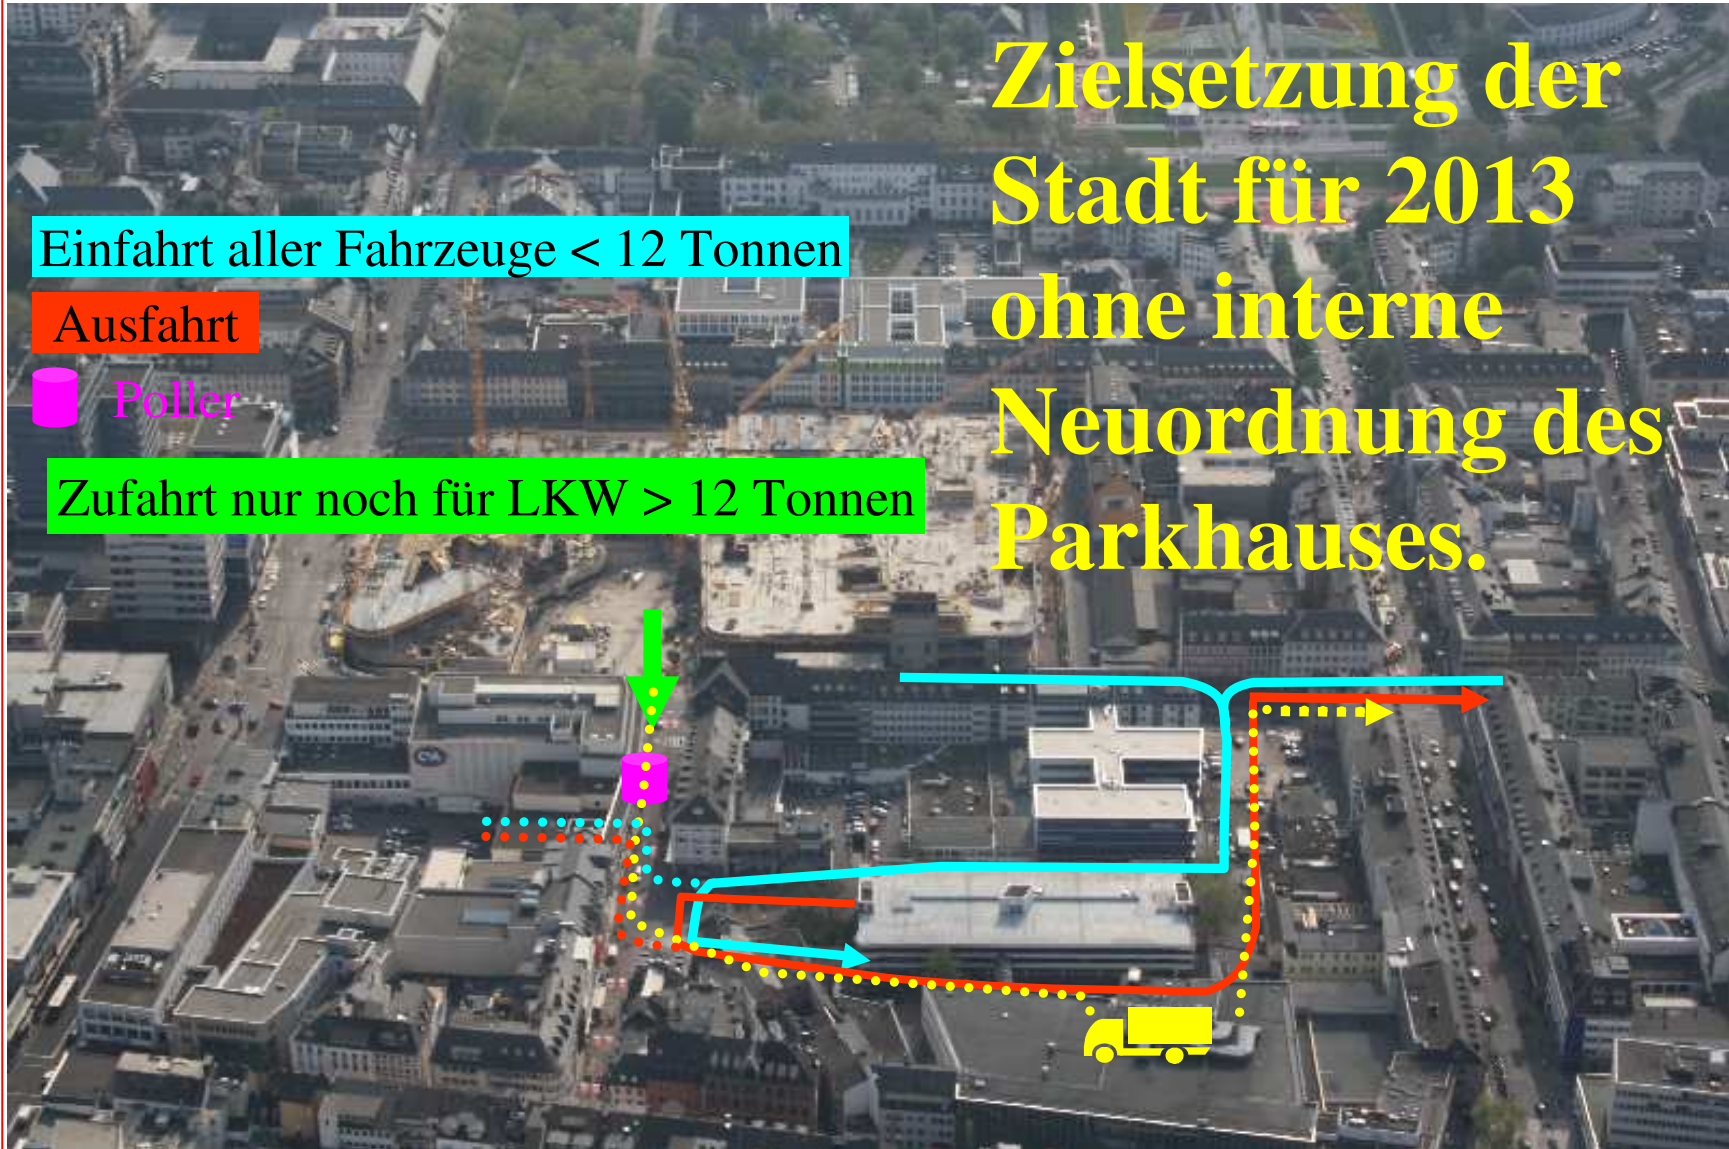 Zielsetzung der
Stadt für 2013
ohne interne
Neuordnung des
Parkhauses.
Einfahrt aller Fahrzeuge < 12 Tonnen
Ausfahrt
Poller
Zufahrt nur noch für LKW > 12 Tonnen
C&A